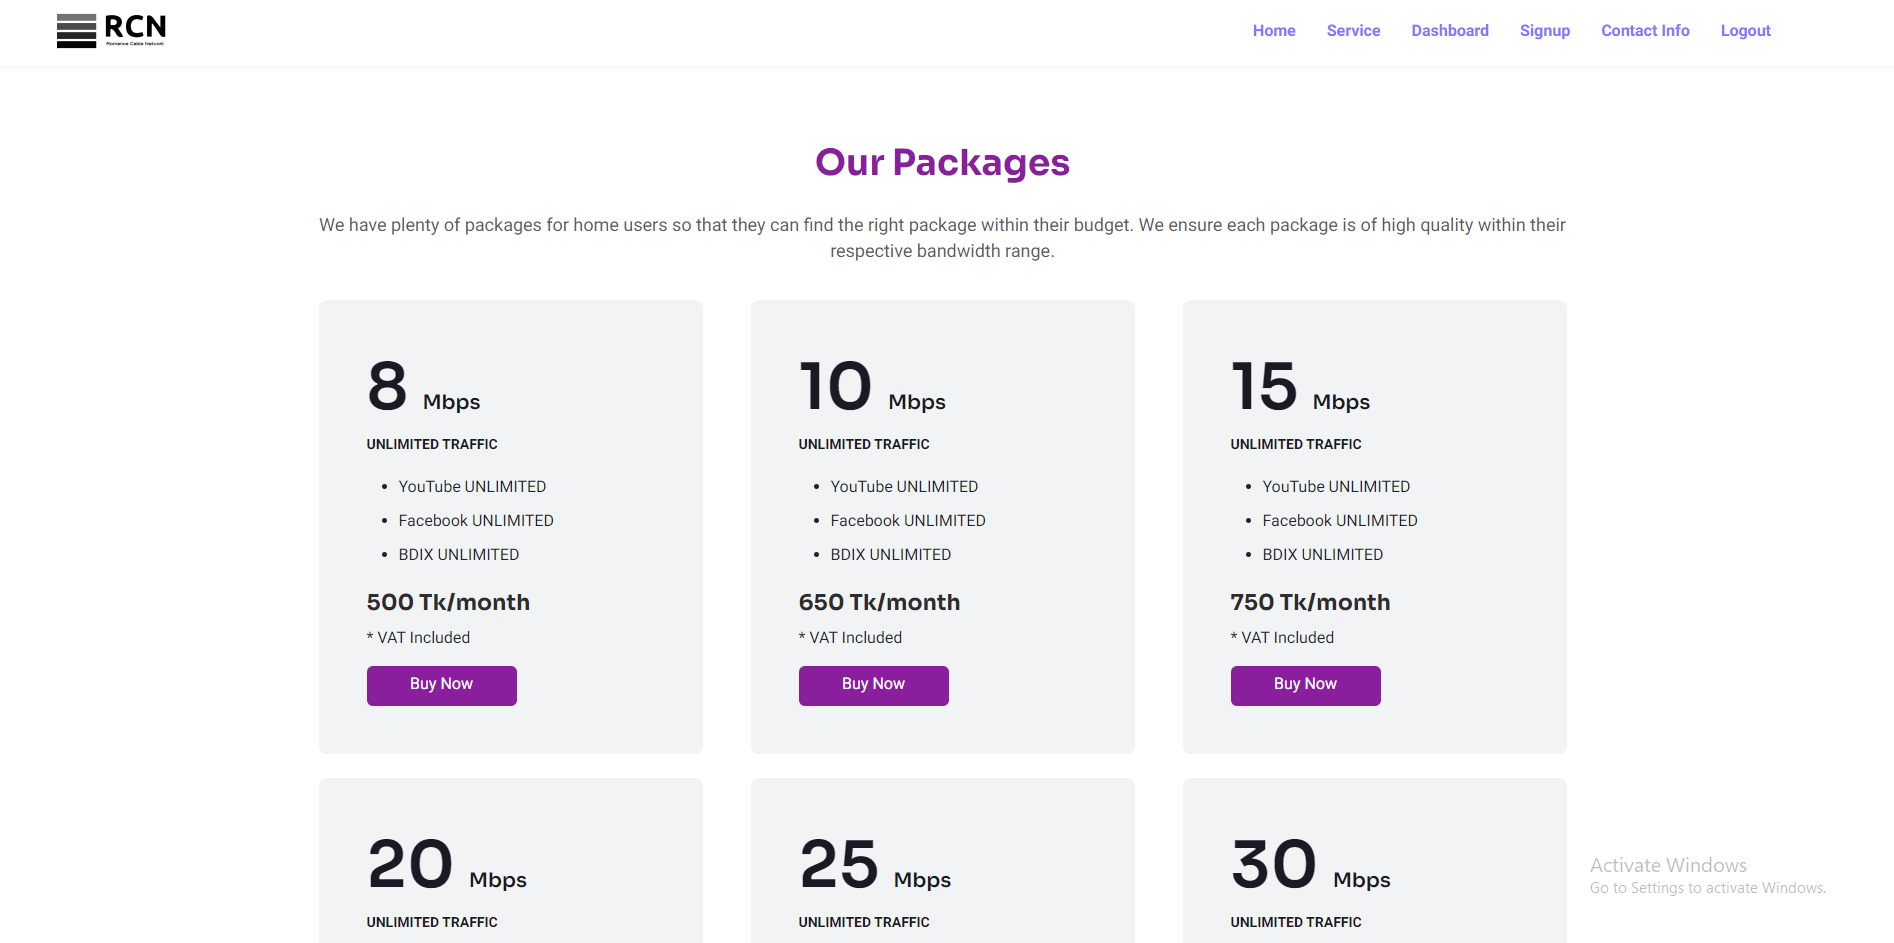 RCN
Romance Cable Network
Home Service Dashboard Signup Contact Info Logout
Our Packages
We have plenty of packages for home users so that they can find the right package within their budget. We ensure each package is of high quality within their
respective bandwidth range.
8 Mbps
UNLIMITED TRAFFIC
• YouTube UNLIMITED
• Facebook UNLIMITED
• BDIX UNLIMITED
500 Tk/month
* VAT Included
Buy Now
10 Mbps
UNLIMITED TRAFFIC
• YouTube UNLIMITED
• Facebook UNLIMITED
• BDIX UNLIMITED
650 Tk/month
* VAT Included
Buy Now
15 Mbps
UNLIMITED TRAFFIC
• YouTube UNLIMITED
• Facebook UNLIMITED
• BDIX UNLIMITED
750 Tk/month
* VAT Included
Buy Now
20 Mbps
UNLIMITED TRAFFIC
25 Mbps
UNLIMITED TRAFFIC
30 Mbps
UNLIMITED TRAFFIC
Activate Windows
Go to Settings to activate Windows.